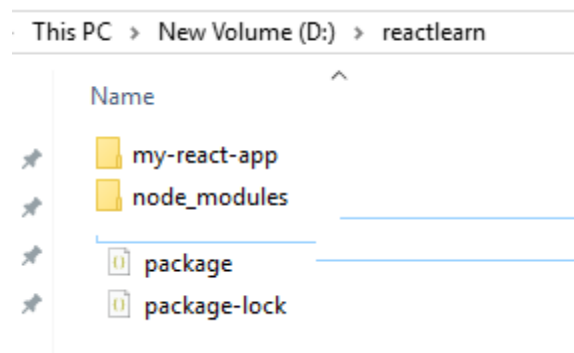 This PC > New Volume (D:) > reactlearn
Name
my-react-app
node_modules
package
package-lock